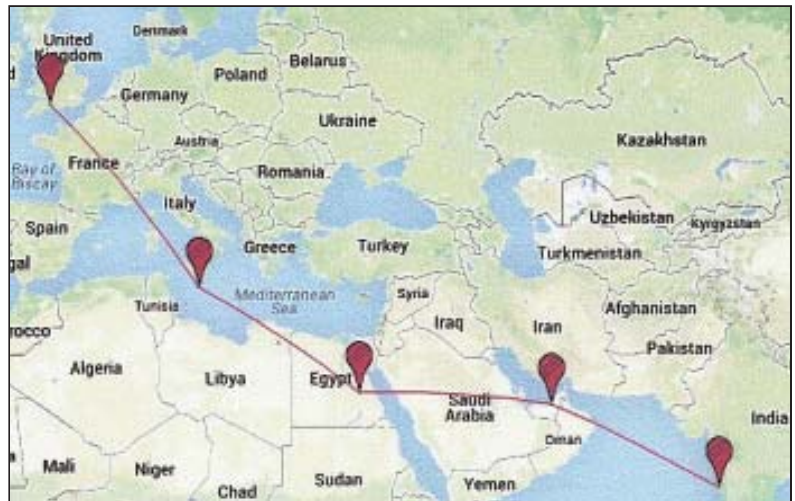 Denmark
United
Kingdom
d
Belarus
Poland
Germany
Ukraine
Kazakhstan
Austria
France
Bay of
Biscay
Romania
Italy
Uzbekistan
Kyrgyzstan
Spain
Greece
Turkey
Turkmenistan
gal
Mediterranean
Sea
Syria
Tunisia
Afghanistan
Iraq
Iran
rocco
Pakistan
Algeria
Libya
Egypt
Saudi
Arabia
India
Oman
Mali
Niger
Chad
Sudan
Yemen